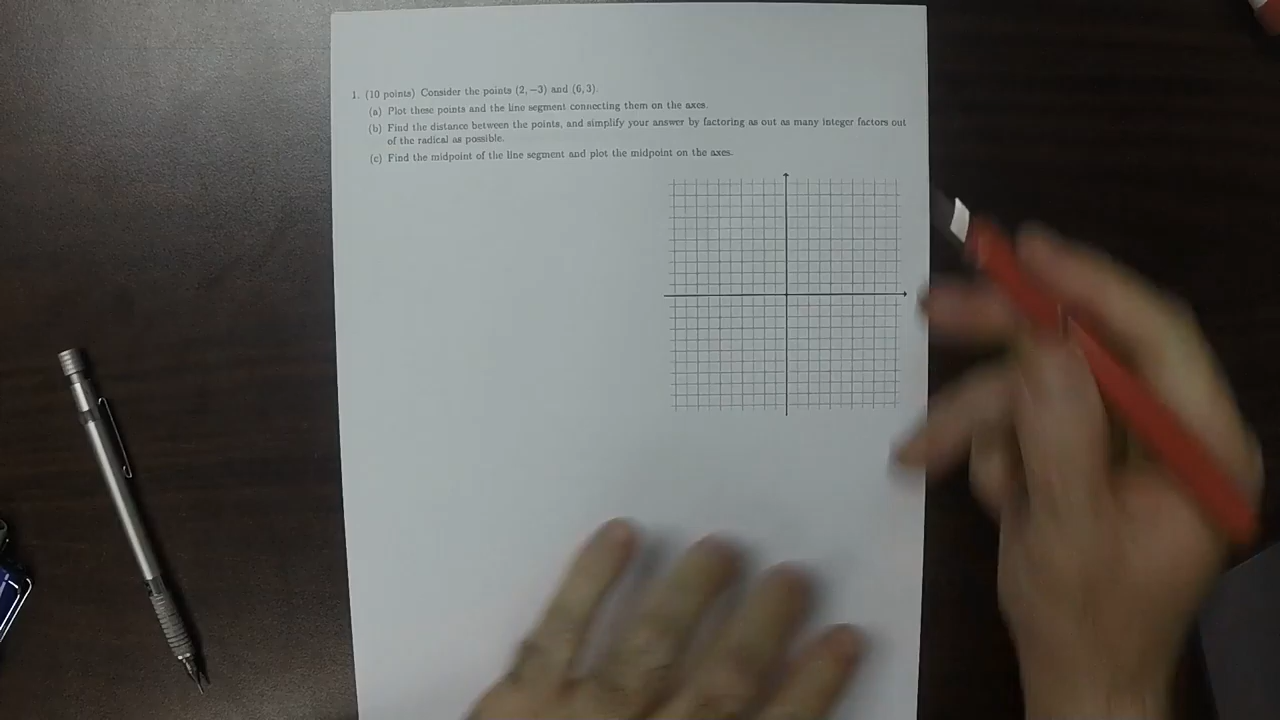 1. (10 points) Consider the points (2, −3) and (6, 3).
(a) Plot these points and the line segment connecting them on the axes.
(b) Find the distance between the points, and simplify your answer by factoring as out as many integer factors out
of the radical as possible.
(c) Find the midpoint of the line segment and plot the midpoint on the axes.